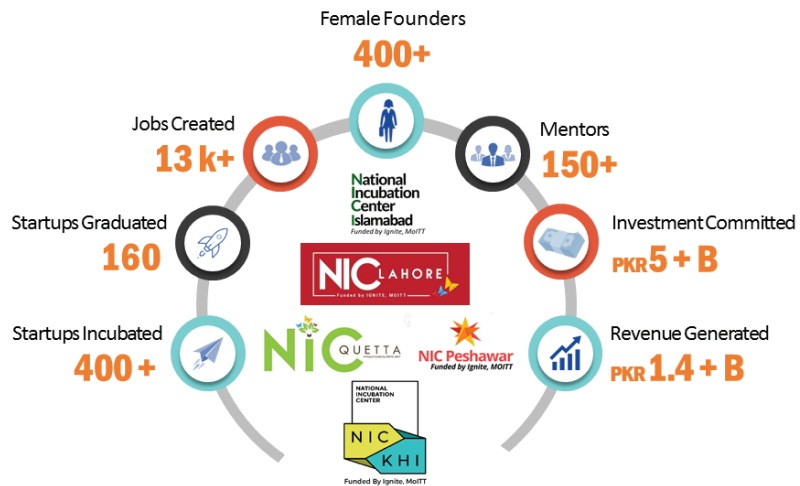 Female Founders
400+
Jobs Created
13 k+
Mentors
150+
Startups Graduated
160
Investment Committed
PKR 5 + B
Startups Incubated
400 +
Revenue Generated
PKR 1.4 + B
National
Incubation
Center
Islamabad
Funded by Ignite, MoITT
NIC LAHORE
Funded by IGNITE, MOITT
NIC QUETTA
NIC Peshawar
Funded by Ignite, MOITT
NATIONAL
INCUBATION
CENTER
NIC
KHI
Funded By Ignite, MoITT